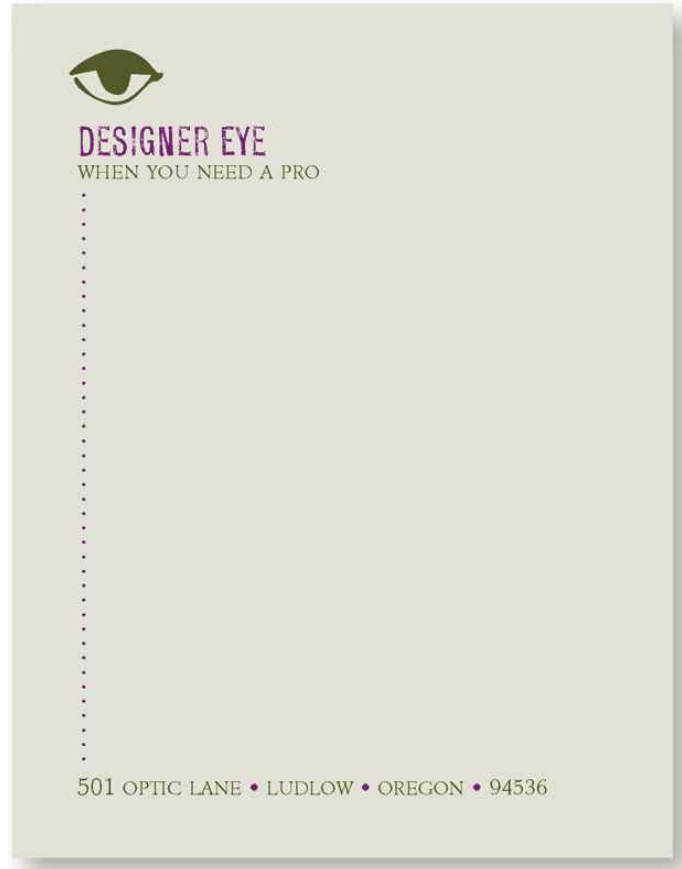 DESIGNER EYE
WHEN YOU NEED A PRO
501 OPTIC LANE • LUDLOW • OREGON • 94536